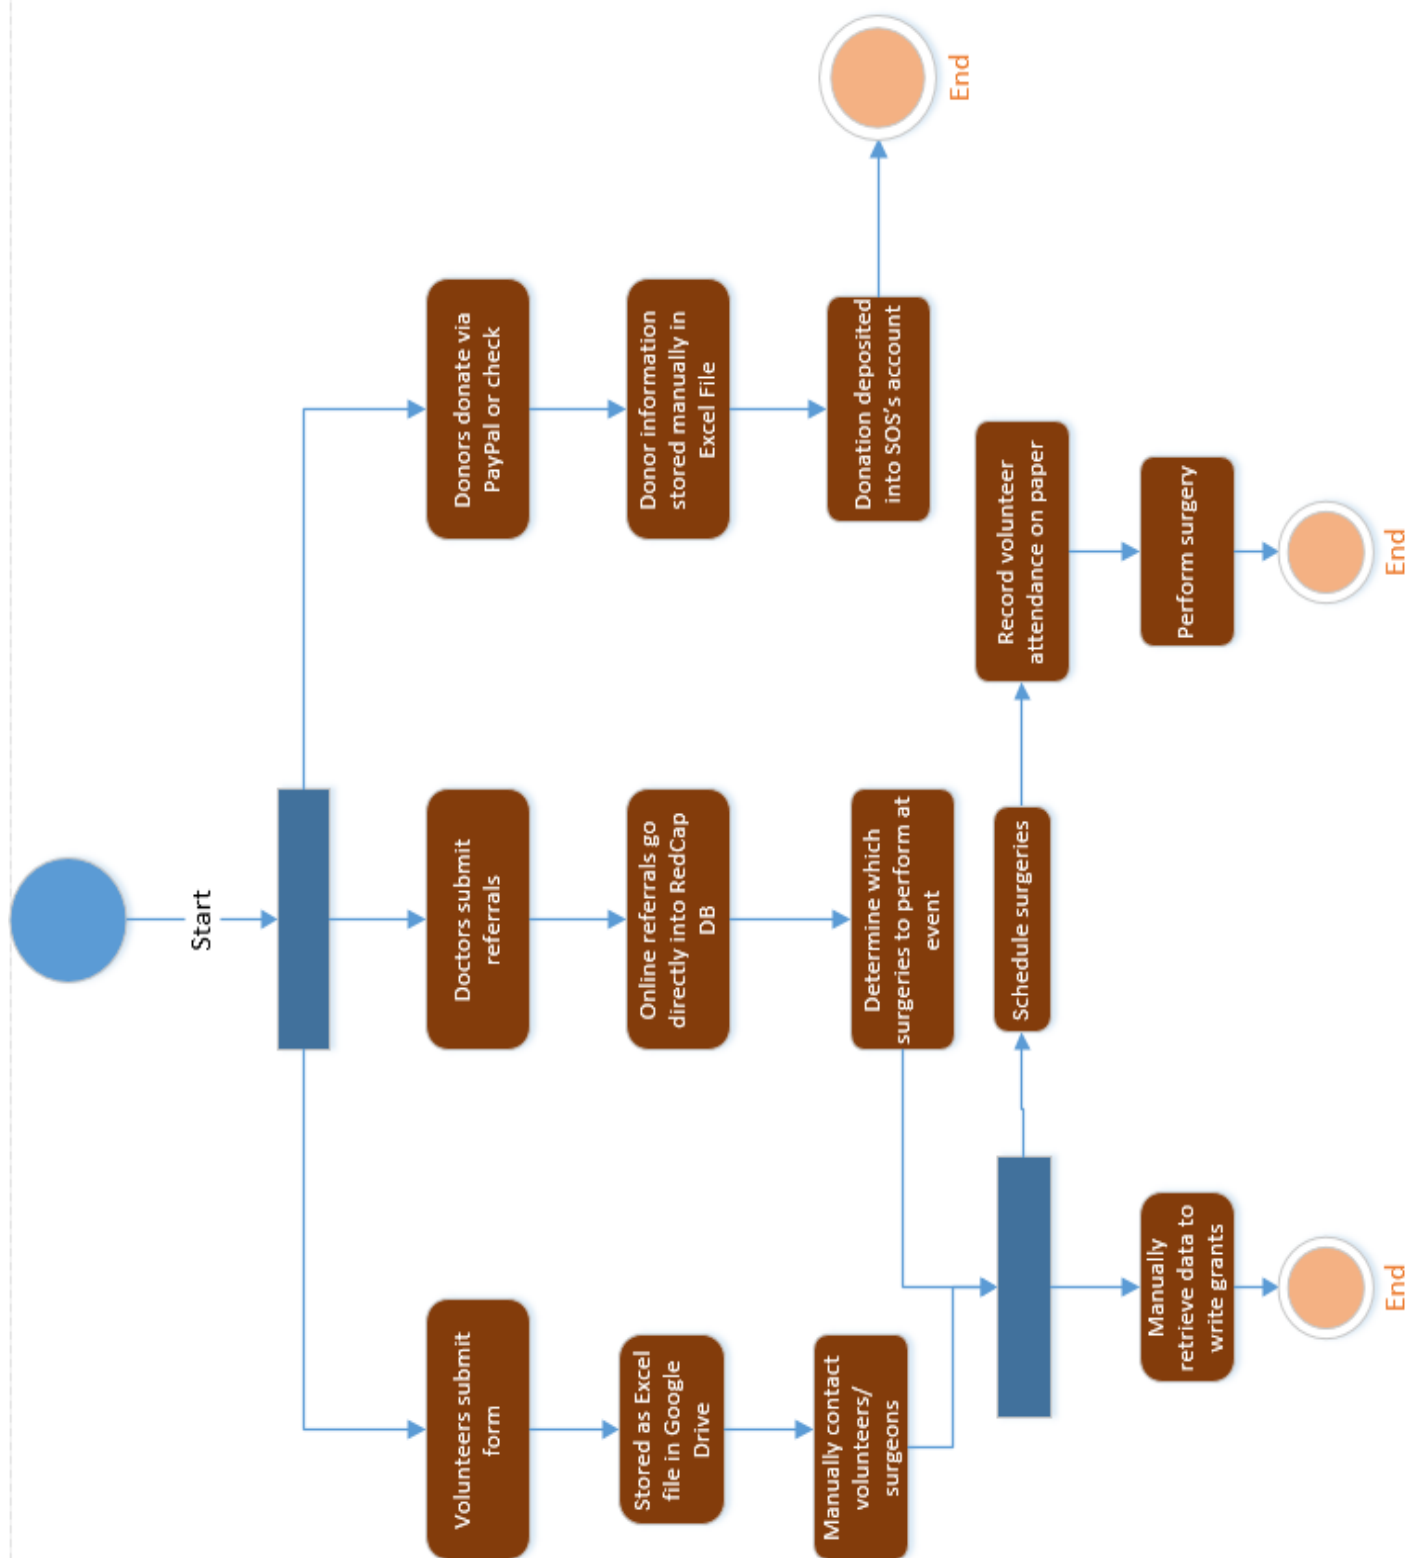 Start
Volunteers submit
form
Stored as Excel
file in Google
Drive
Manually contact
volunteers/
surgeons
Doctors submit
referrals
Online referrals go
directly into RedCap
DB
Determine which
surgeries to perform at
event
Donors donate via
PayPal or check
Donor information
stored manually in
Excel File
Donation deposited
into SOS's account
End
Schedule surgeries
Record volunteer
attendance on paper
Perform surgery
End
Manually
retrieve data to
write grants
End